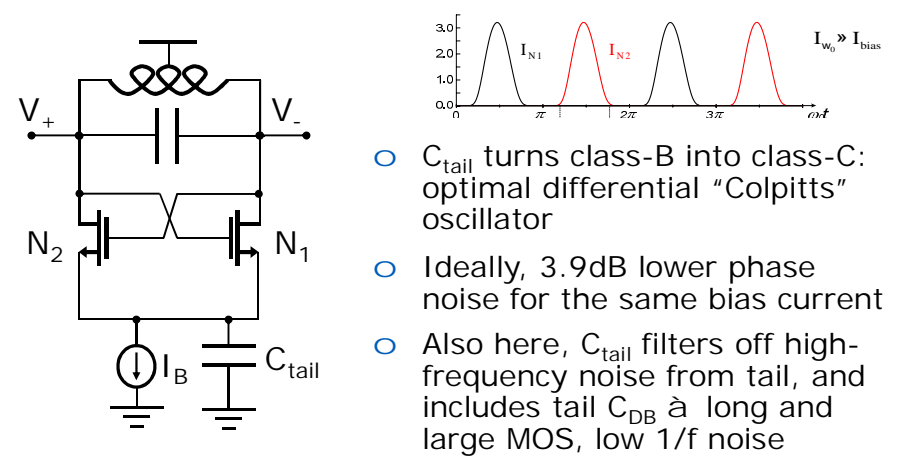 V+ V-
N2 N1
IB Ctail
3.0
2.0
1.0
0.0
IN1 IN2
Iw0 » Ibias
0 π 2π 3π ωot
o Ctail turns class-B into class-C:
optimal differential "Colpitts"
oscillator
o Ideally, 3.9dB lower phase
noise for the same bias current
o Also here, Ctail filters off high-
frequency noise from tail, and
includes tail CDB à long and
large MOS, low 1/f noise